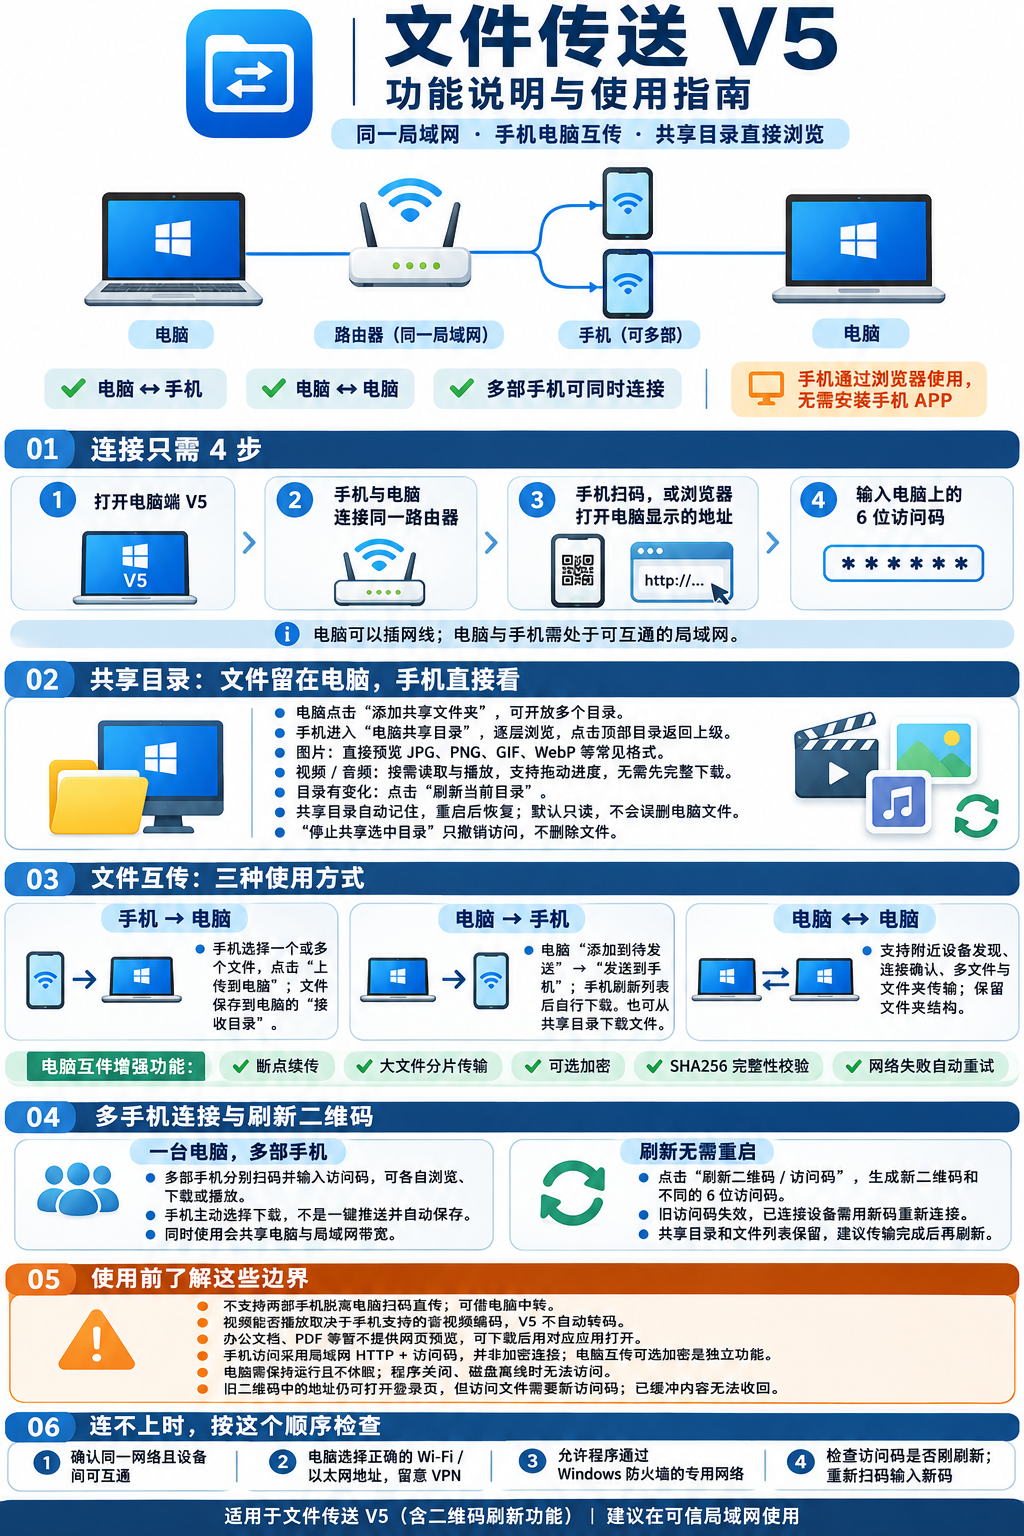 文件传送 V5
功能说明与使用指南
同一局域网 · 手机电脑互传 · 共享目录直接浏览
电脑
路由器（同一局域网）
手机（可多部）
电脑
电脑 ↔ 手机
电脑 ↔ 电脑
多部手机可同时连接
手机通过浏览器使用，
无需安装手机 APP
01 连接只需 4 步
1 打开电脑端 V5
V5
2 手机与电脑
连接同一路由器
3 手机扫码，或浏览器
打开电脑显示的地址
http://...
4 输入电脑上的
6 位访问码
******
电脑可以插网线；电脑与手机需处于可互通的局域网。
02 共享目录：文件留在电脑，手机直接看
电脑点击“添加共享文件夹”，可开放多个目录。
手机进入“电脑共享目录”，逐层浏览，点击顶部目录返回上级。
图片：直接预览 JPG、PNG、GIF、WebP 等常见格式。
视频 / 音频：按需读取与播放，支持拖动进度，无需先完整下载。
目录有变化：点击“刷新当前目录”。
共享目录自动记住，重启后恢复；默认只读，不会误删电脑文件。
“停止共享选中目录”只撤销访问，不删除文件。
03 文件互传：三种使用方式
手机 → 电脑
手机选择一个或多
个文件，点击“上
传到电脑”；文件
保存到电脑的“接
收目录”。
电脑 → 手机
电脑“添加到待发
送”→“发送到手
机”；手机刷新列表
后自行下载。也可从
共享目录下载文件。
电脑 ↔ 电脑
支持附近设备发现、
连接确认、多文件与
文件夹传输；保留
文件夹结构。
电脑互传增强功能：
断点续传
大文件分片传输
可选加密
SHA256 完整性校验
网络失败自动重试
04 多手机连接与刷新二维码
一台电脑，多部手机
多部手机分别扫码并输入访问码，可各自浏览、
下载或播放。
手机主动选择下载，不是一键推送并自动保存。
同时使用会共享电脑与局域网带宽。
刷新无需重启
点击“刷新二维码 / 访问码”，生成新二维码和
不同的 6 位访问码。
旧访问码失效，已连接设备需用新码重新连接。
共享目录和文件列表保留，建议传输完成后再刷新。
05 使用前了解这些边界
不支持两部手机脱离电脑扫码直传；可借电脑中转。
视频能否播放取决于手机支持的音视频编码，V5 不自动转码。
办公文档、PDF 等暂不提供网页预览，可下载后用对应应用打开。
手机访问采用局域网 HTTP + 访问码，并非加密连接；电脑互传可选加密是独立功能。
电脑需保持运行且不休眠；程序关闭、磁盘离线时无法访问。
旧二维码中的地址仍可打开登录页，但访问文件需要新访问码；已缓冲内容无法收回。
06 连不上时，按这个顺序检查
1 确认同一网络且设备
间可互通
2 电脑选择正确的 Wi-Fi /
以太网地址，留意 VPN
3 允许程序通过
Windows 防火墙的专用网络
4 检查访问码是否刚刷新；
重新扫码输入新码
适用于文件传送 V5（含二维码刷新功能） | 建议在可信局域网使用